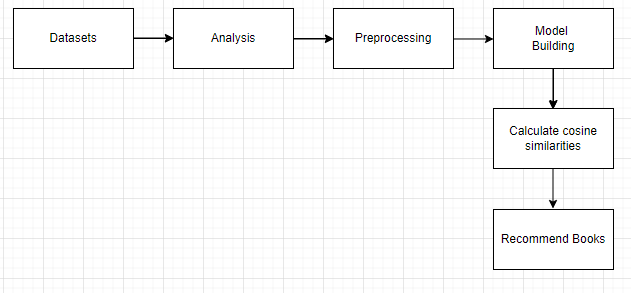 Datasets
Analysis
Preprocessing
Model
Building
Calculate cosine
similarities
Recommend Books